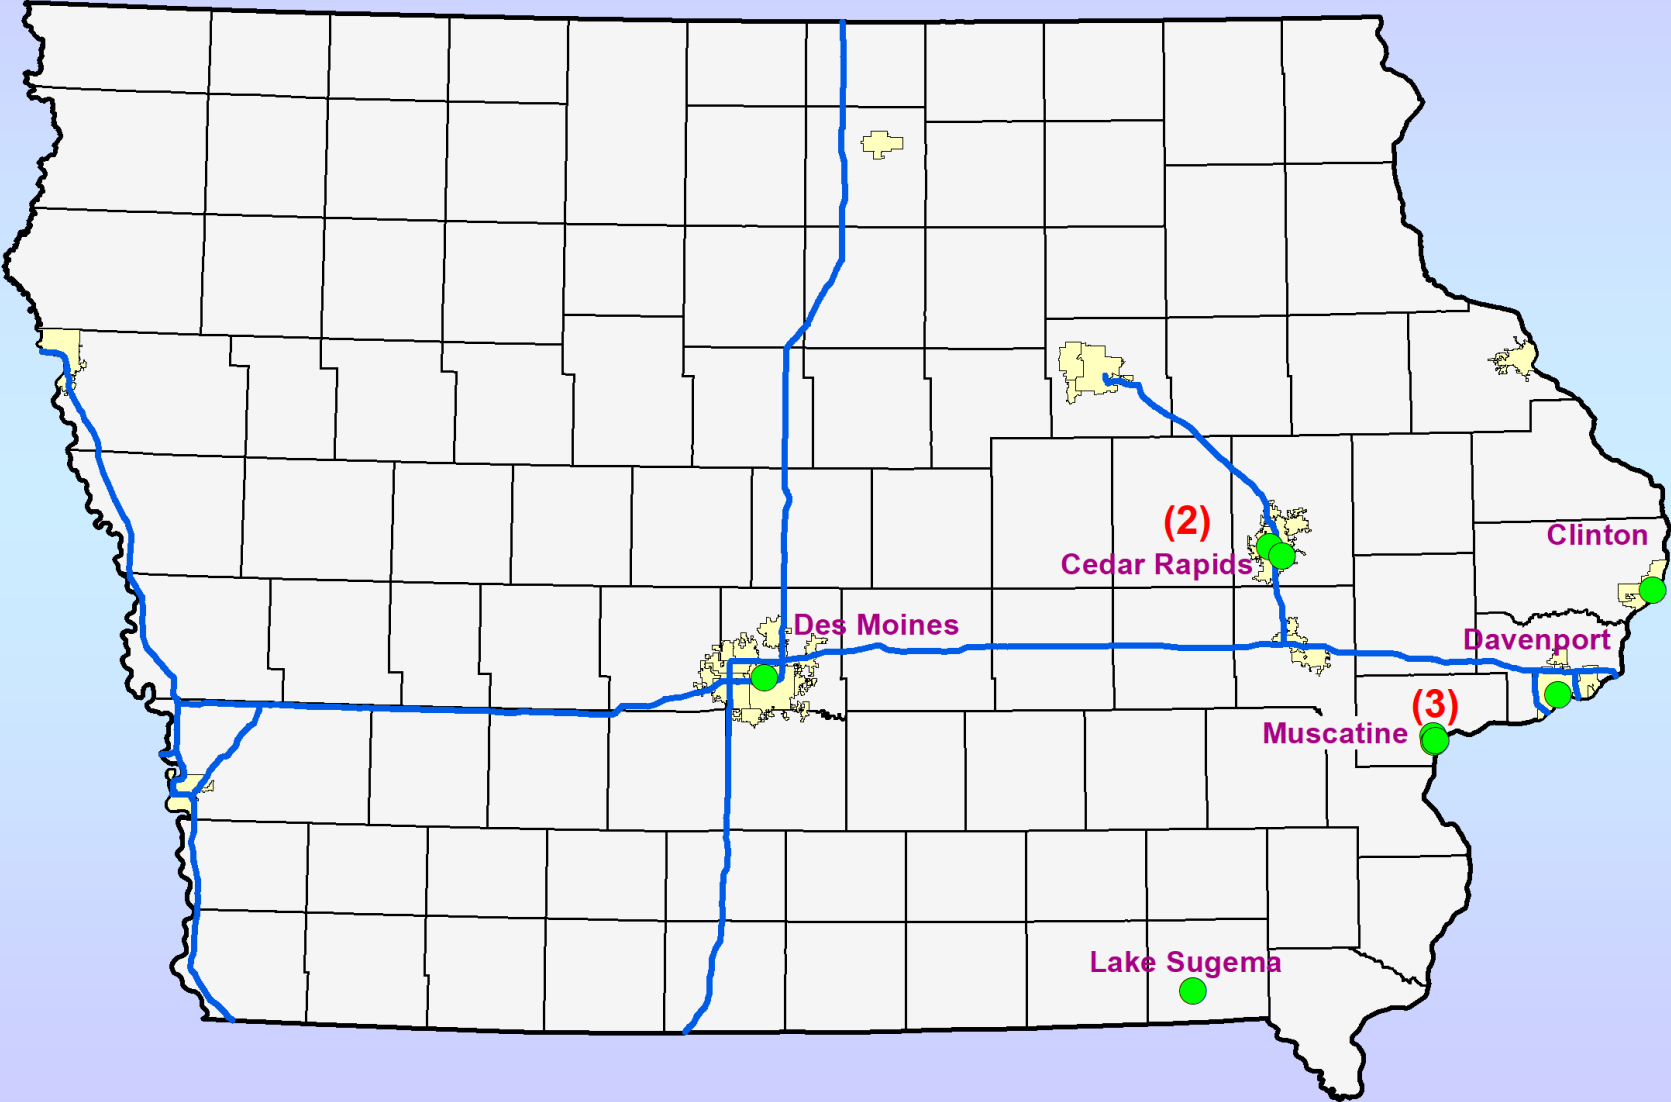 (2)
Cedar Rapids
Clinton
Des Moines
Davenport
(3)
Muscatine
Lake Sugema